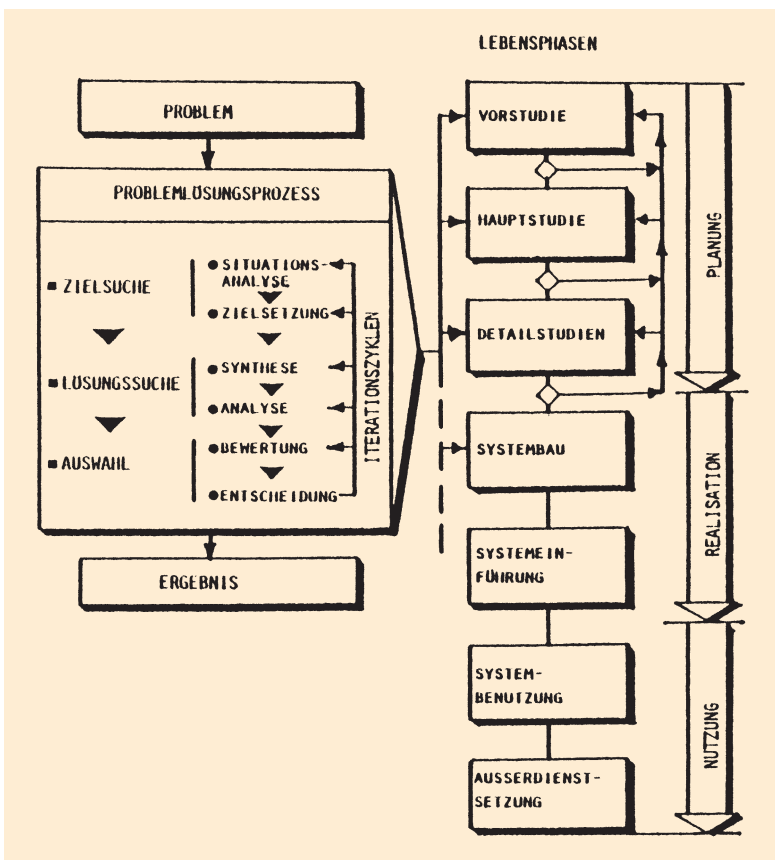 LEBENSPHASEN
PROBLEM
PROBLEMLÖSUNGSPROZESS
ZIELSUCHE
LÖSUNGSSUCHE
AUSWAHL
SITUATIONS-
ANALYSE
ZIELSETZUNG
SYNTHESE
ANALYSE
BEWERTUNG
ENTSCHEIDUNG
ITERATIONSZYKLEN
ERGEBNIS
VORSTUDIE
HAUPTSTUDIE
DETAILSTUDIEN
SYSTEMBAU
SYSTEMEIN-
FÜHRUNG
SYSTEM-
BENUTZUNG
AUSSERDIENST-
SETZUNG
PLANUNG
REALISATION
NUTZUNG